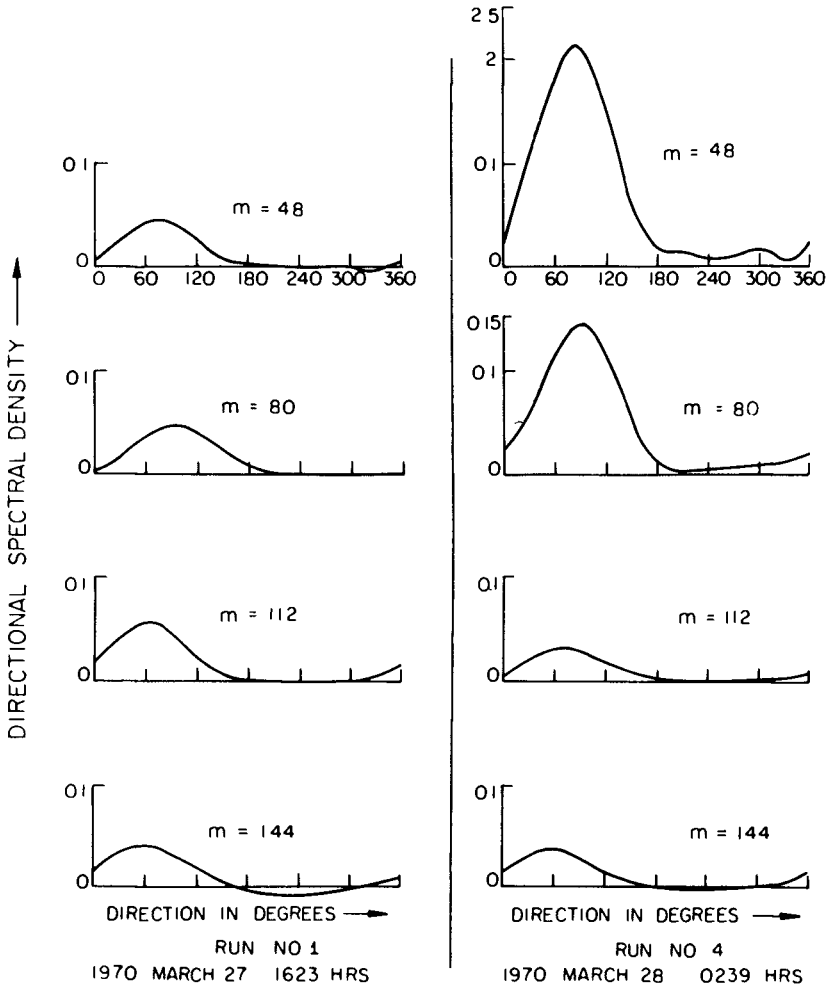 DIRECTIONAL SPECTRAL DENSITY
01
m = 48
0
0 60 120 180 240 300 360
01
m = 80
0
01
m = 112
0
01
m = 144
0
DIRECTION IN DEGREES
RUN NO 1
1970 MARCH 27 1623 HRS
2 5
2
m = 48
01
0
0 60 120 180 240 300 360
015
01
m = 80
0
0.1
m = 112
0
01
m = 144
0
DIRECTION IN DEGREES
RUN NO 4
1970 MARCH 28 0239 HRS